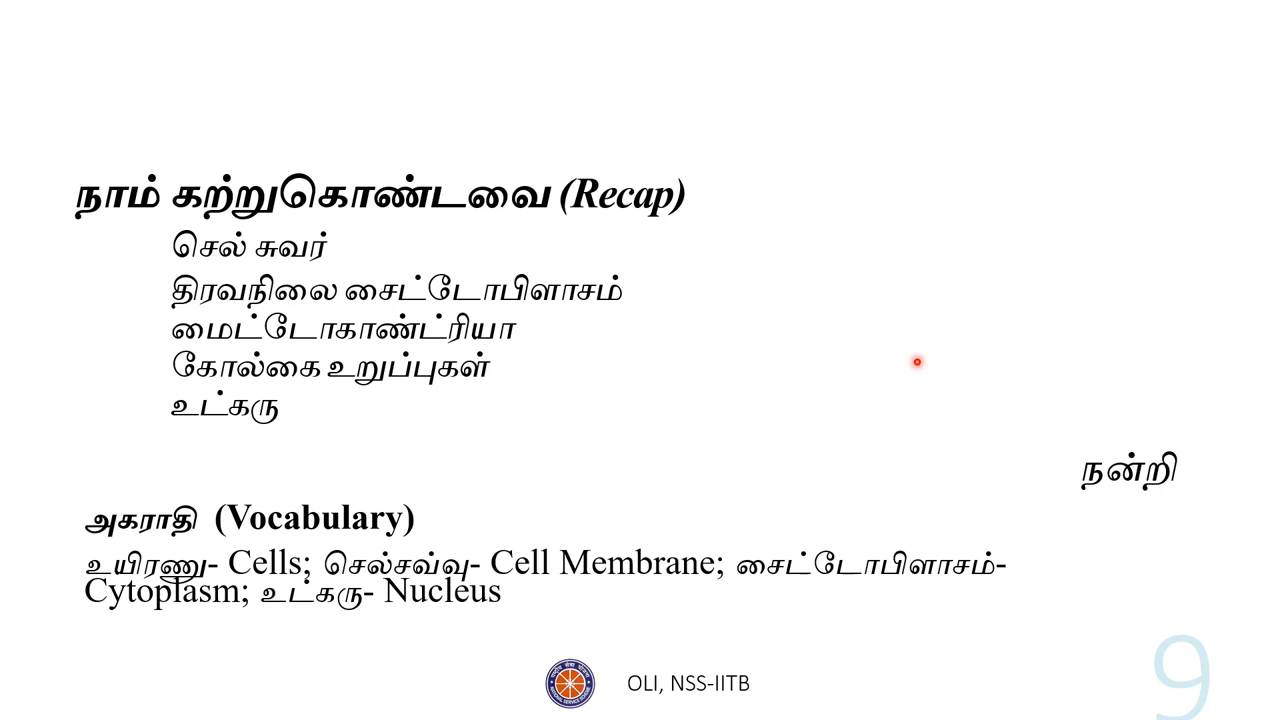 நாம் கற்றுகொண்டவை (Recap)
செல் சுவர்
திரவநிலை சைட்டோபிளாசம்
மைட்டோகாண்ட்ரியா
கோல்கை உறுப்புகள்
உட்கரு
நன்றி
அகராதி (Vocabulary)
உயிரணு- Cells; செல்சவ்வு- Cell Membrane; சைட்டோபிளாசம்-
Cytoplasm; உட்கரு- Nucleus
OLI, NSS-IITB
9